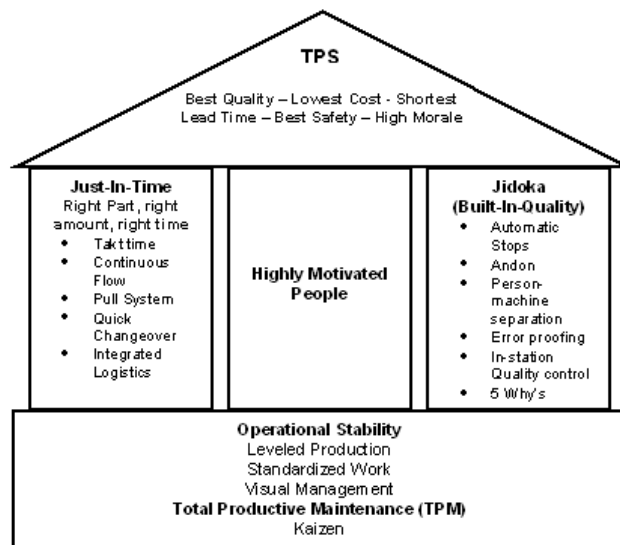 TPS
Best Quality – Lowest Cost - Shortest
Lead Time – Best Safety – High Morale
Just-In-Time
Right Part, right
amount, right time
• Takt time
• Continuous
Flow
• Pull System
• Quick
Changeover
• Integrated
Logistics
Highly Motivated
People
Jidoka
(Built-In-Quality)
• Automatic
Stops
• Andon
• Person-
machine
separation
• Error proofing
• In-station
Quality control
• 5 Why's
Operational Stability
Leveled Production
Standardized Work
Visual Management
Total Productive Maintenance (TPM)
Kaizen